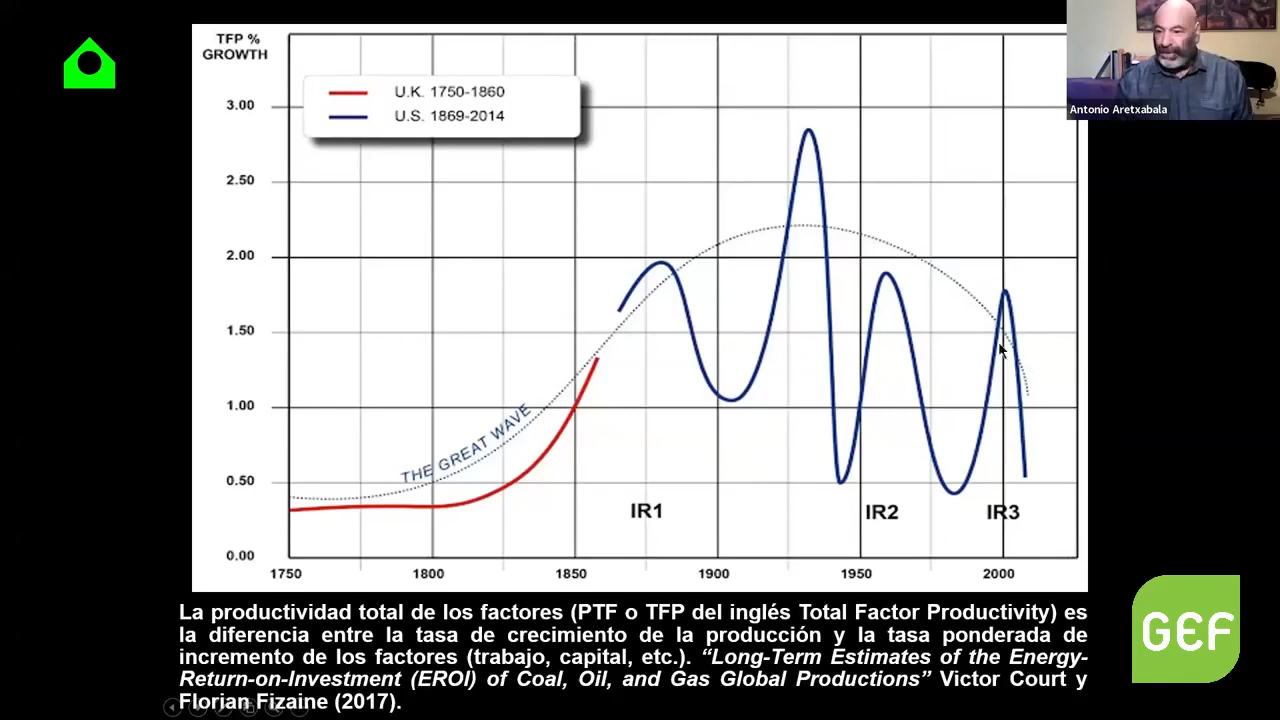 TFP %
GROWTH
U.K. 1750-1860
U.S. 1869-2014
3.00
2.50
2.00
1.50
1.00
0.50
0.00
THE GREAT WAVE
IR1
IR2
IR3
1750
1800
1850
1900
1950
2000
Antonio Aretxabala
La productividad total de los factores (PTF o TFP del inglés Total Factor Productivity) es
la diferencia entre la tasa de crecimiento de la producción y la tasa ponderada de
incremento de los factores (trabajo, capital, etc.). “Long-Term Estimates of the Energy-
Return-on-Investment (EROI) of Coal, Oil, and Gas Global Productions” Victor Court y
Florian Fizaine (2017).
GEF